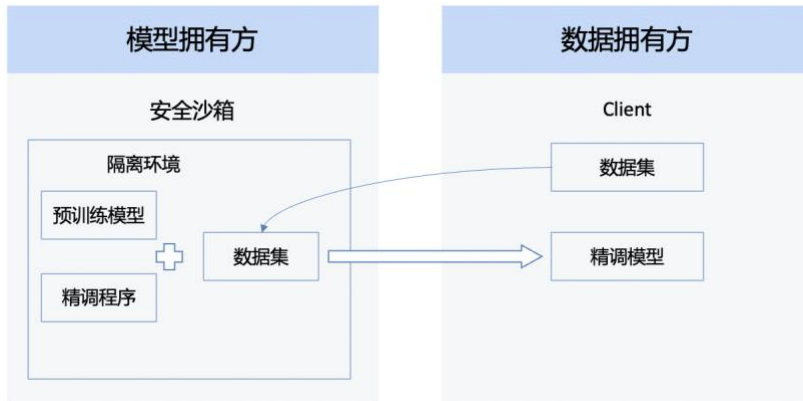 模型拥有方
安全沙箱
隔离环境
预训练模型
精调程序
数据集
数据拥有方
Client
数据集
精调模型